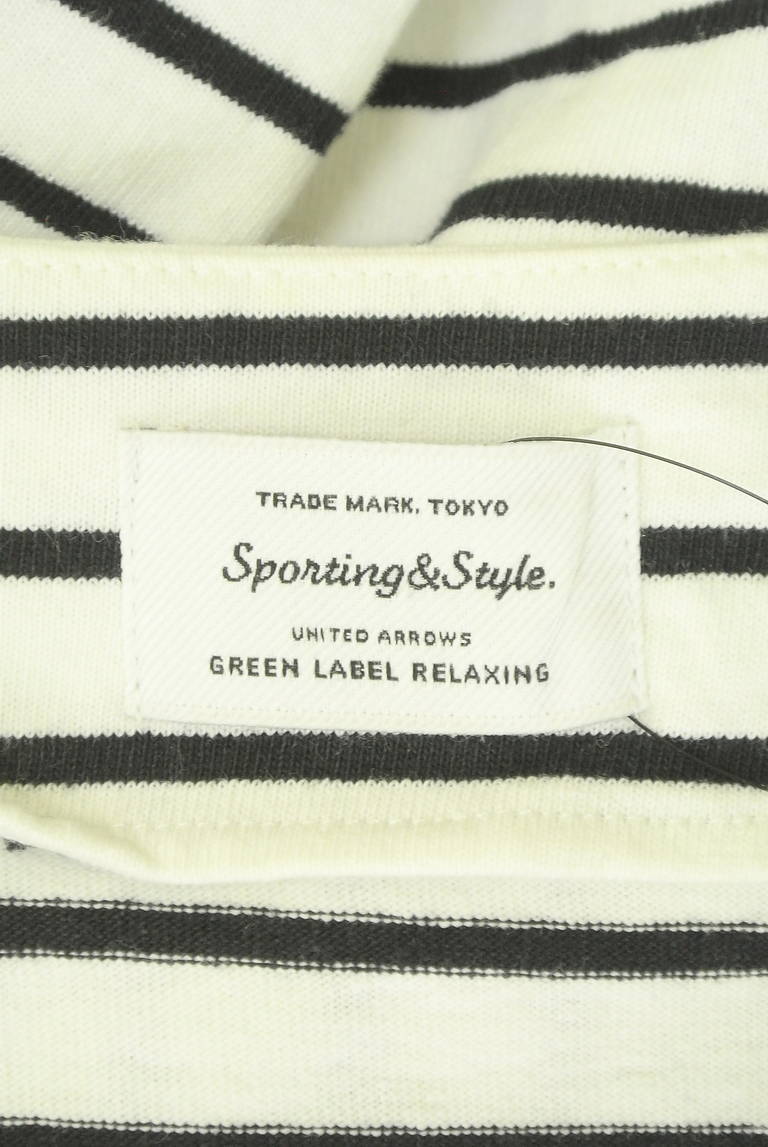 TRADE MARK. TOKYO
Sporting&Style.
UNITED ARROWS
GREEN LABEL RELAXING